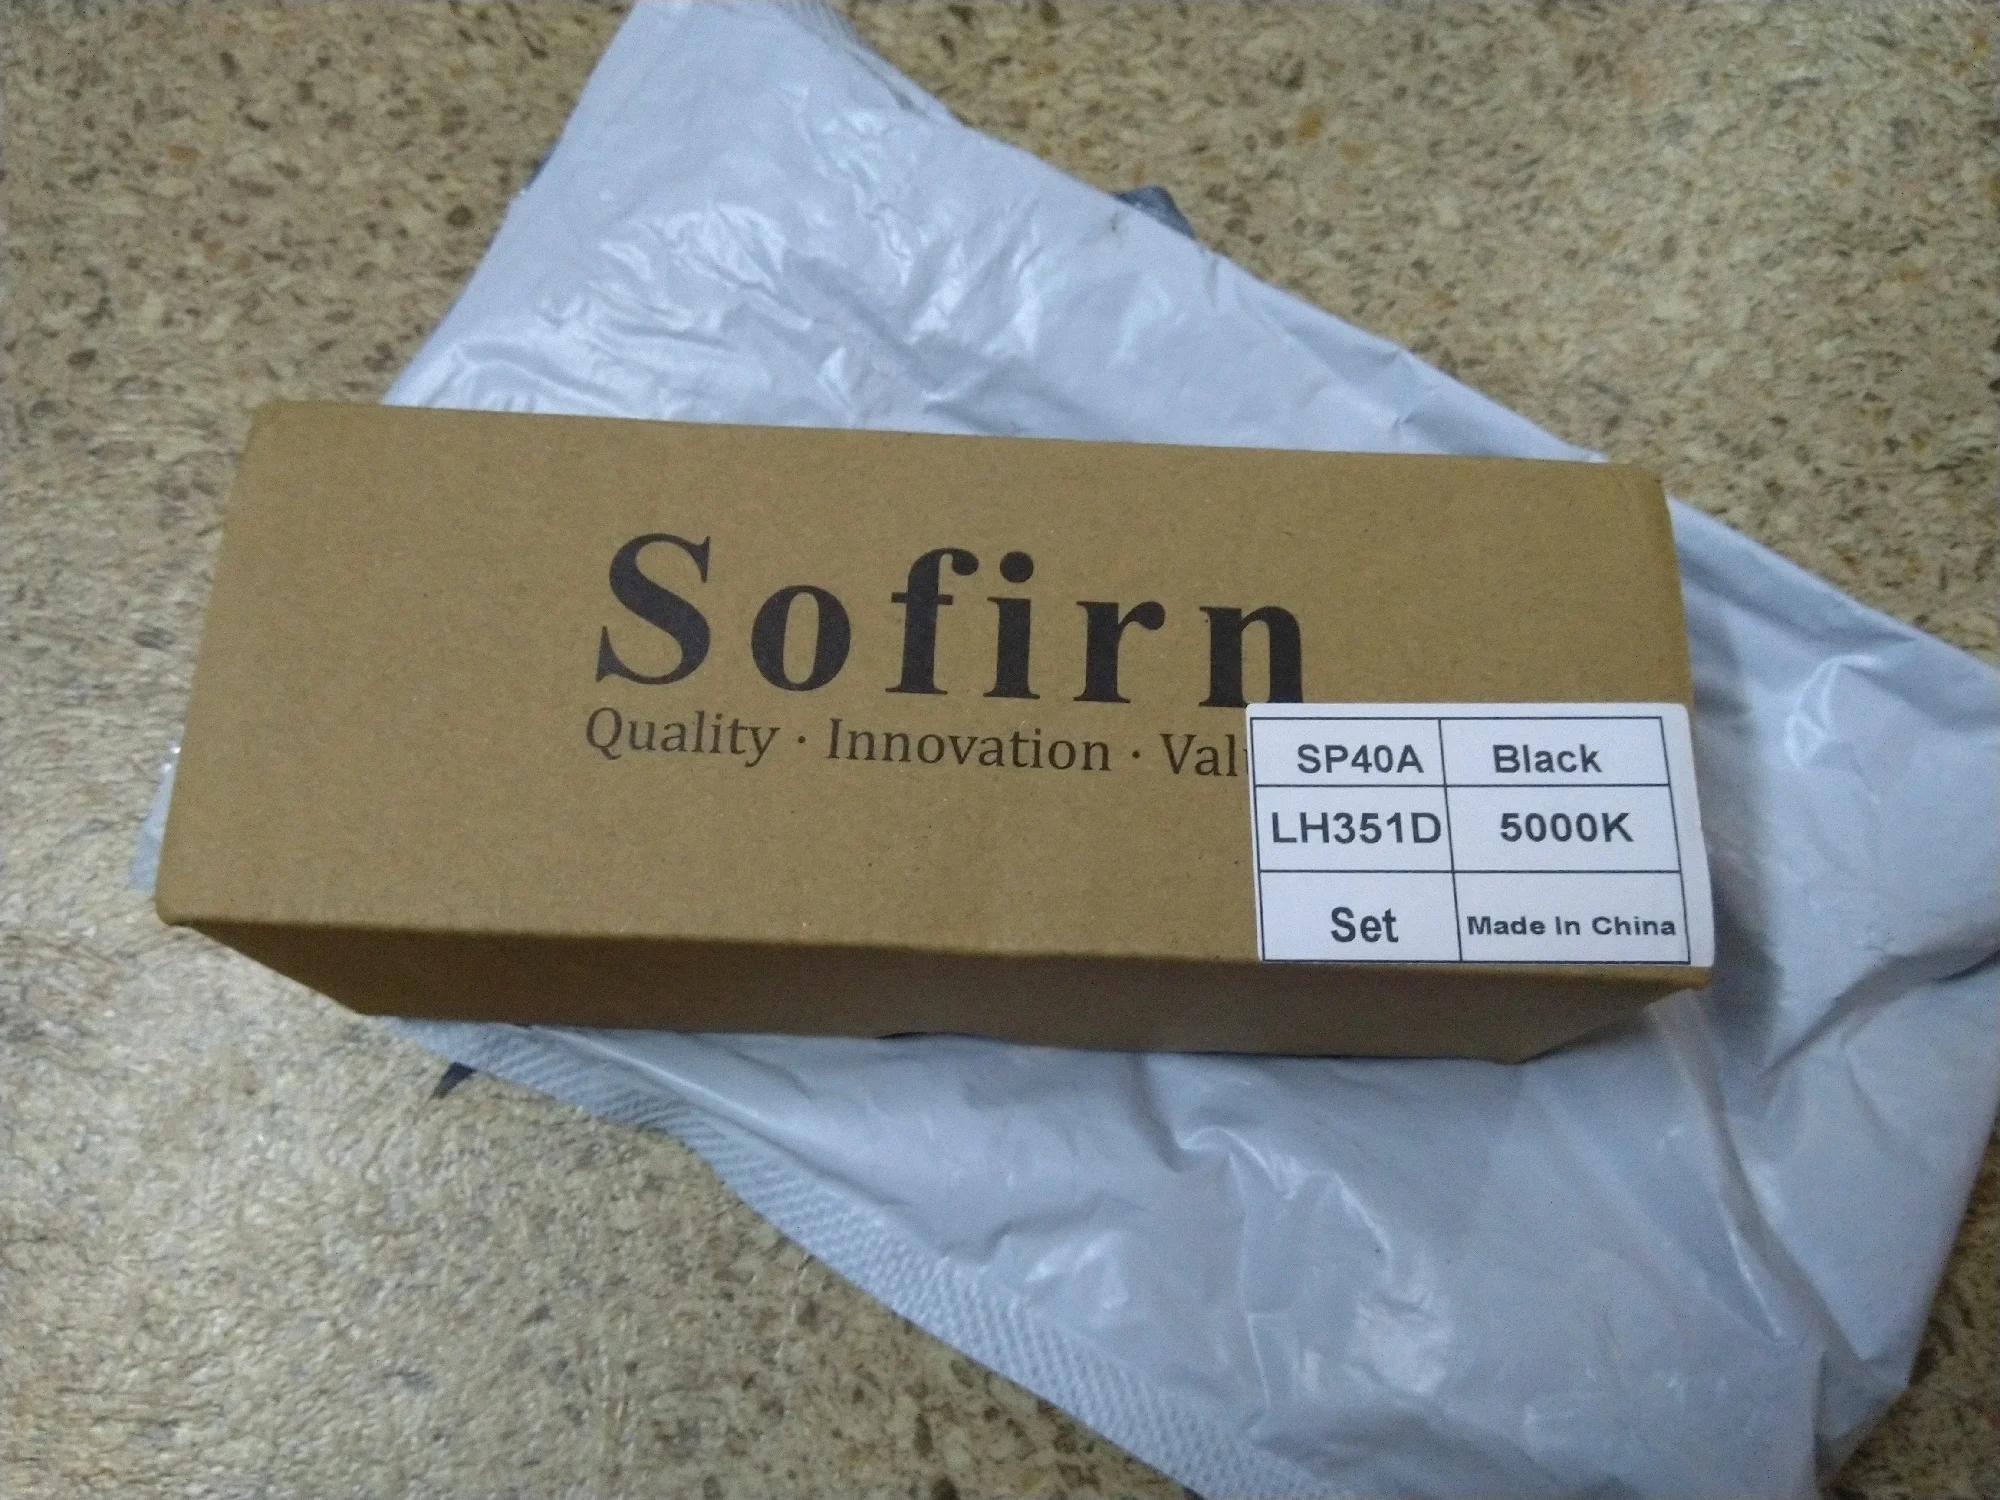 Sofirn
Quality · Innovation · Val
SP40A Black
LH351D 5000K
Set Made In China